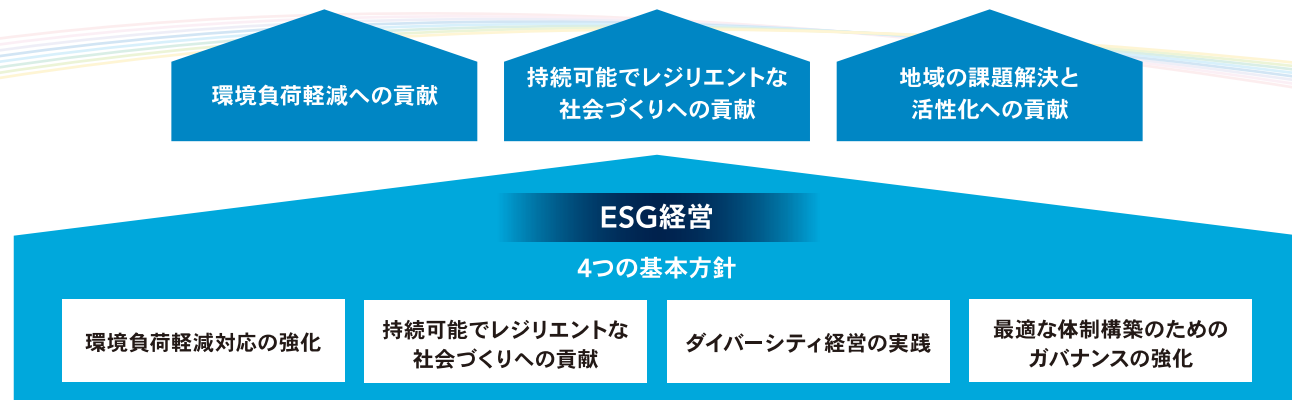 環境負荷軽減への貢献
持続可能でレジリエントな
社会づくりへの貢献
地域の課題解決と
活性化への貢献
ESG経営
4つの基本方針
環境負荷軽減対応の強化
持続可能でレジリエントな
社会づくりへの貢献
ダイバーシティ経営の実践
最適な体制構築のための
ガバナンスの強化